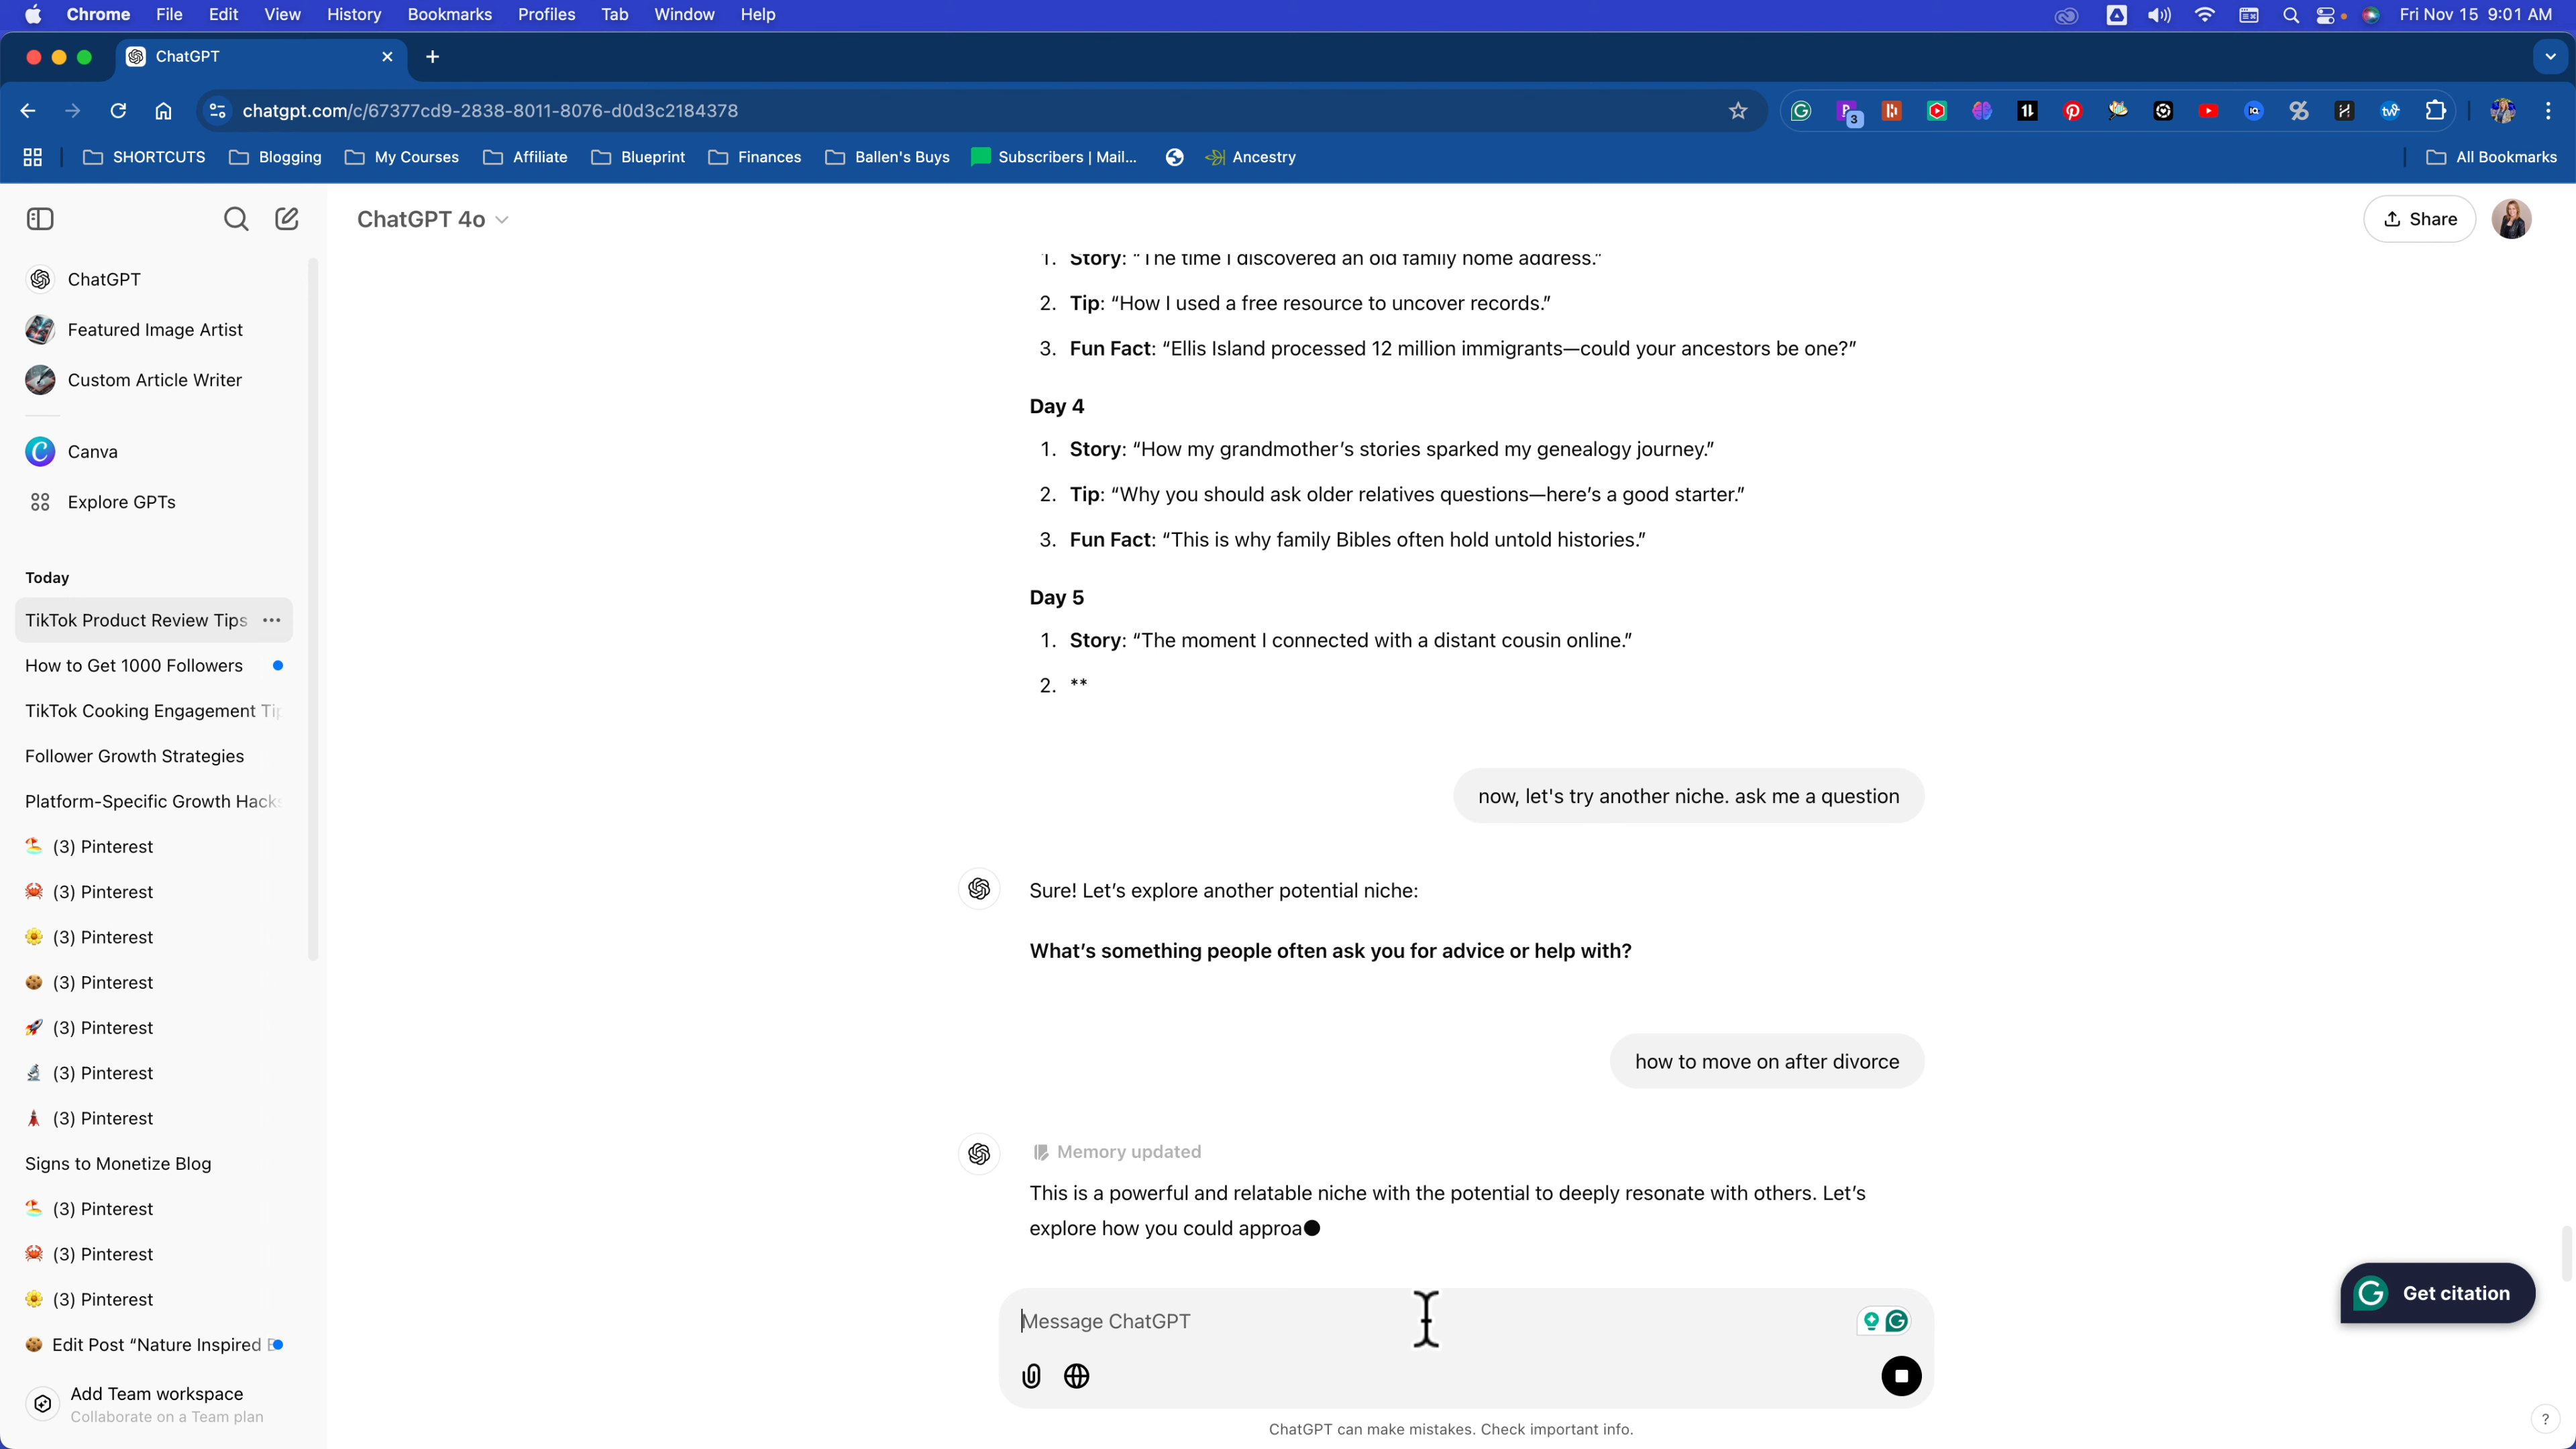 Chrome File Edit View History Bookmarks Profiles Tab Window Help Fri Nov 15 9:01 AM
ChatGPT
chatgpt.com/c/67377cd9-2838-8011-8076-d0d3c2184378
3
SHORTCUTS Blogging My Courses Affiliate Blueprint Finances Ballen's Buys Subscribers | Mail... Ancestry All Bookmarks
ChatGPT 4o Share
ChatGPT
Featured Image Artist
Custom Article Writer
Canva
Explore GPTs
Today
TikTok Product Review Tips
How to Get 1000 Followers
TikTok Cooking Engagement Tip
Follower Growth Strategies
Platform-Specific Growth Hacks
(3) Pinterest
(3) Pinterest
(3) Pinterest
(3) Pinterest
(3) Pinterest
(3) Pinterest
(3) Pinterest
Signs to Monetize Blog
(3) Pinterest
(3) Pinterest
(3) Pinterest
Edit Post “Nature Inspired
Add Team workspace
Collaborate on a Team plan
1. Story: “The time I discovered an old family home address.”
2. Tip: “How I used a free resource to uncover records.”
3. Fun Fact: “Ellis Island processed 12 million immigrants—could your ancestors be one?”
Day 4
1. Story: “How my grandmother’s stories sparked my genealogy journey.”
2. Tip: “Why you should ask older relatives questions—here’s a good starter.”
3. Fun Fact: “This is why family Bibles often hold untold histories.”
Day 5
1. Story: “The moment I connected with a distant cousin online.”
2. **
now, let's try another niche. ask me a question
Sure! Let’s explore another potential niche:
What’s something people often ask you for advice or help with?
how to move on after divorce
Memory updated
This is a powerful and relatable niche with the potential to deeply resonate with others. Let’s
explore how you could approa
Get citation
Message ChatGPT
ChatGPT can make mistakes. Check important info.
?